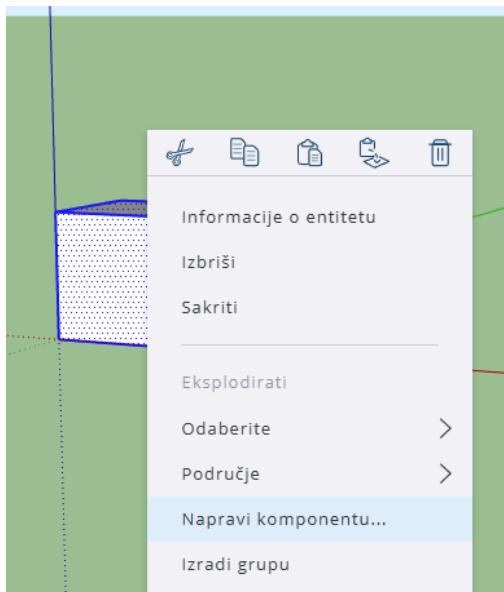 Informacije o entitetu
Izbriši
Sakriti
Eksplodirati
Odaberite
Područje
Napravi komponentu...
Izradi grupu